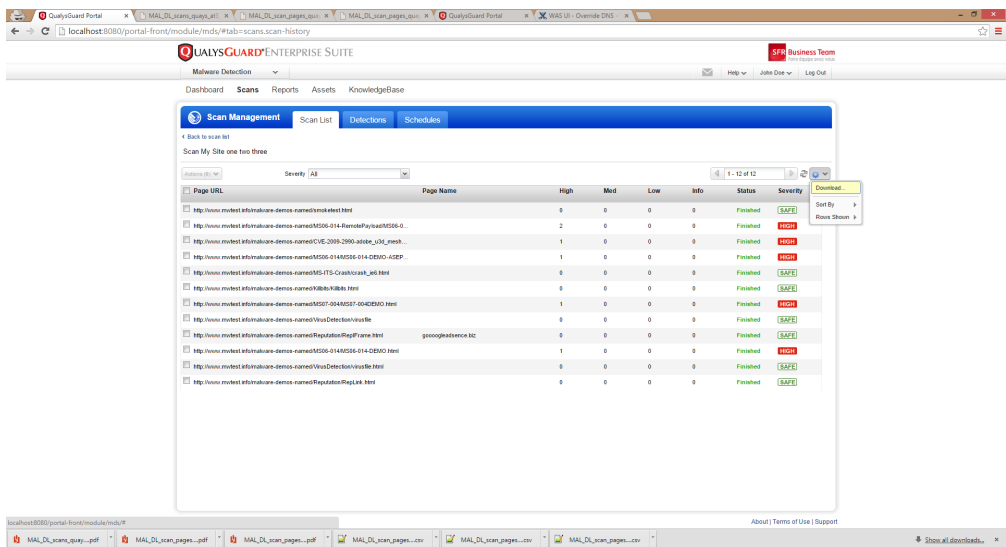 QualysGuard Portal MAL_DL_scans_quays_at5 MAL_DL_scan_pages_que MAL_DL_scan_pages_que QualysGuard Portal WAS UI - Override DNS -
localhost:8080/portal-front/module/mds/#tab=scans.scan-history
QUALYSGUARD ENTERPRISE SUITE
SFR Business Team
Malware Detection Help John Doe Log Out
Dashboard Scans Reports Assets KnowledgeBase
Scan Management Scan List Detections Schedules
Back to scan list
Scan My Site one two three
Actions (0) Severity All 1 - 12 of 12
Download...
Sort By
Rows Shown
Page URL Page Name High Med Low Info Status Severity
http://www.mvtest.info/malware-demos-named/smoketest.html 0 0 0 0 Finished SAFE
http://www.mvtest.info/malware-demos-named/MS06-014-RemotePayload/MS06-0... 2 0 0 0 Finished HIGH
http://www.mvtest.info/malware-demos-named/CVE-2009-2990-adobe_u3d_mesh... 1 0 0 0 Finished HIGH
http://www.mvtest.info/malware-demos-named/MS06-014/MS06-014-DEMO-ASEP... 1 0 0 0 Finished HIGH
http://www.mvtest.info/malware-demos-named/MS-ITS-Crash/crash_ie6.html 0 0 0 0 Finished SAFE
http://www.mvtest.info/malware-demos-named/Killbits/Killbits.html 0 0 0 0 Finished SAFE
http://www.mvtest.info/malware-demos-named/MS07-004/MS07-004DEMO.html 1 0 0 0 Finished HIGH
http://www.mvtest.info/malware-demos-named/VirusDetection/virusfile 0 0 0 0 Finished SAFE
http://www.mvtest.info/malware-demos-named/Reputation/ReplFrame.html goooogleadsence.biz 0 0 0 0 Finished SAFE
http://www.mvtest.info/malware-demos-named/MS06-014/MS06-014-DEMO.html 1 0 0 0 Finished HIGH
http://www.mvtest.info/malware-demos-named/VirusDetection/virusfile.html 0 0 0 0 Finished SAFE
http://www.mvtest.info/malware-demos-named/Reputation/RepLink.html 0 0 0 0 Finished SAFE
About | Terms of Use | Support
localhost:8080/portal-front/module/mds/#
MAL_DL_scans_quay....pdf MAL_DL_scan_pages....pdf MAL_DL_scan_pages....pdf MAL_DL_scan_pages....csv MAL_DL_scan_pages....csv MAL_DL_scan_pages....csv Show all downloads...